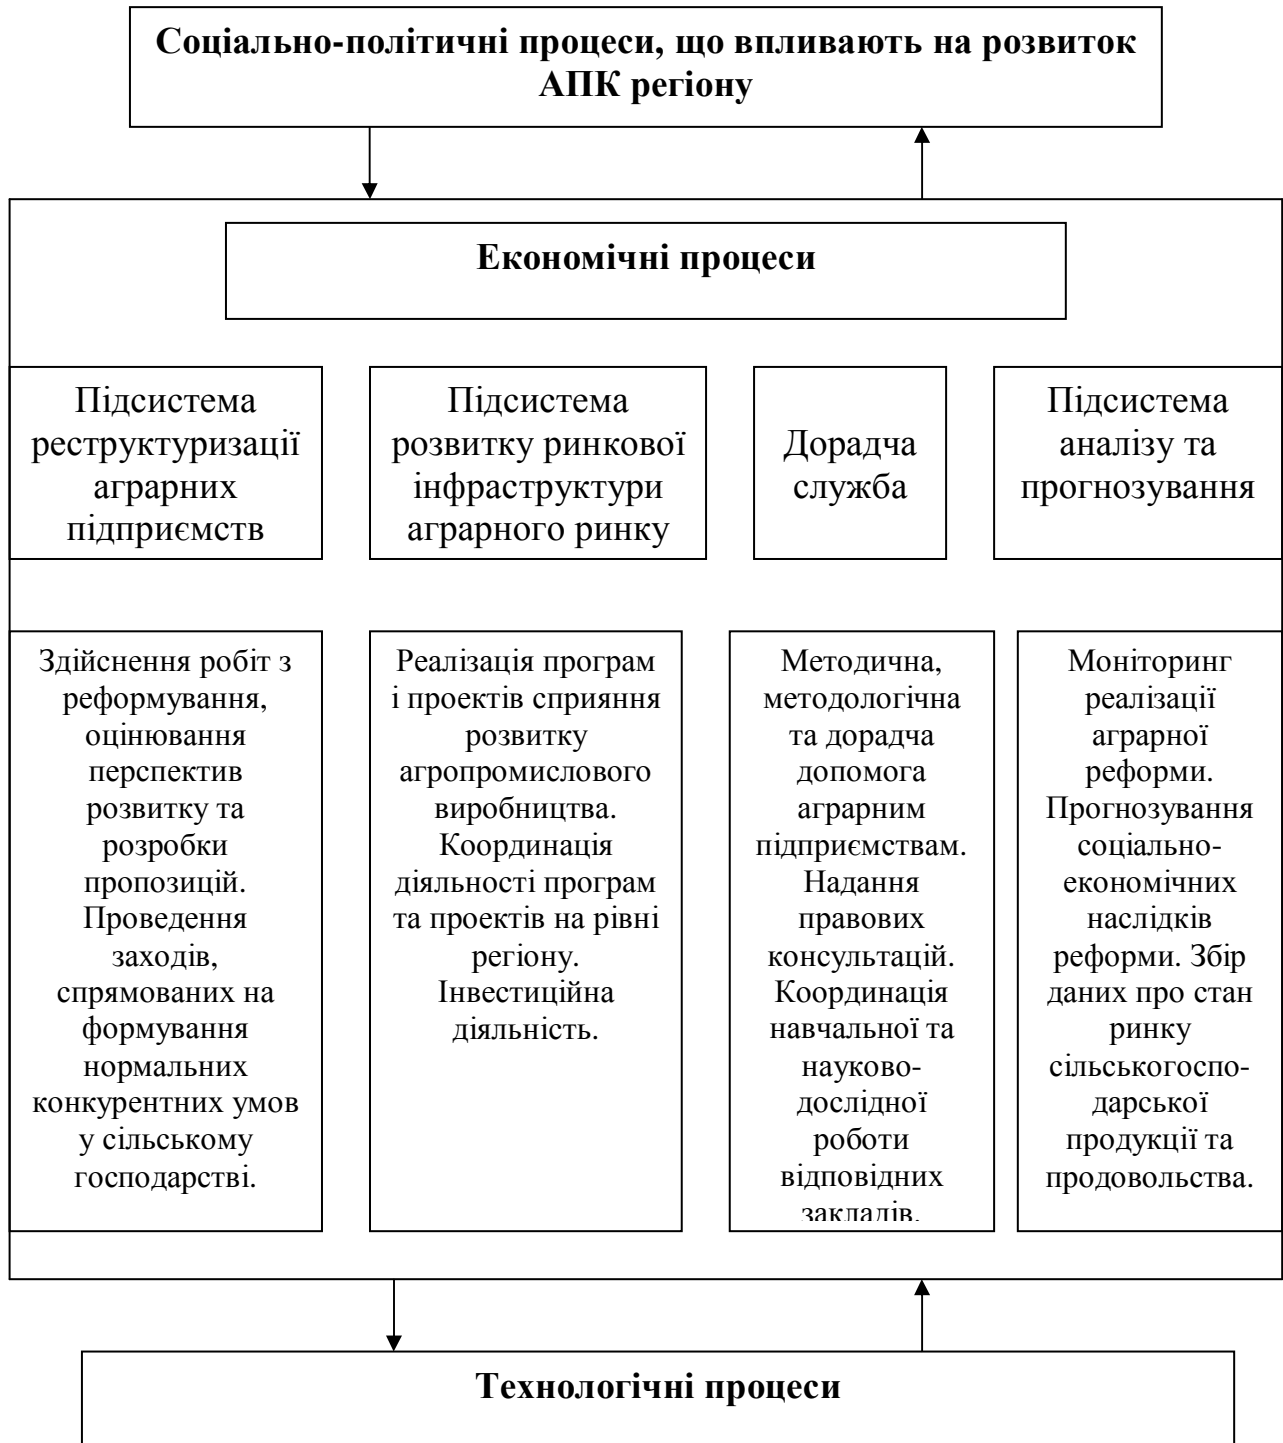 Соціально-політичні процеси, що впливають на розвиток
АПК регіону
Економічні процеси
Підсистема
реструктуризації
аграрних
підприємств
Підсистема
розвитку ринкової
інфраструктури
аграрного ринку
Дорадча
служба
Підсистема
аналізу та
прогнозування
Здійснення робіт з
реформування,
оцінювання
перспектив
розвитку та
розробки
пропозицій.
Проведення
заходів,
спрямованих на
формування
нормальних
конкурентних умов
у сільському
господарстві.
Реалізація програм
і проектів сприяння
розвитку
агропромислового
виробництва.
Координація
діяльності програм
та проектів на рівні
регіону.
Інвестиційна
діяльність.
Методична,
методологічна
та дорадча
допомога
аграрним
підприємствам.
Надання
правових
консультацій.
Координація
навчальної та
науково-
дослідної
роботи
відповідних
закладів.
Моніторинг
реалізації
аграрної
реформи.
Прогнозування
соціально-
економічних
наслідків
реформи. Збір
даних про стан
ринку
сільськогоспо-
дарської
продукції та
продовольства.
Технологічні процеси